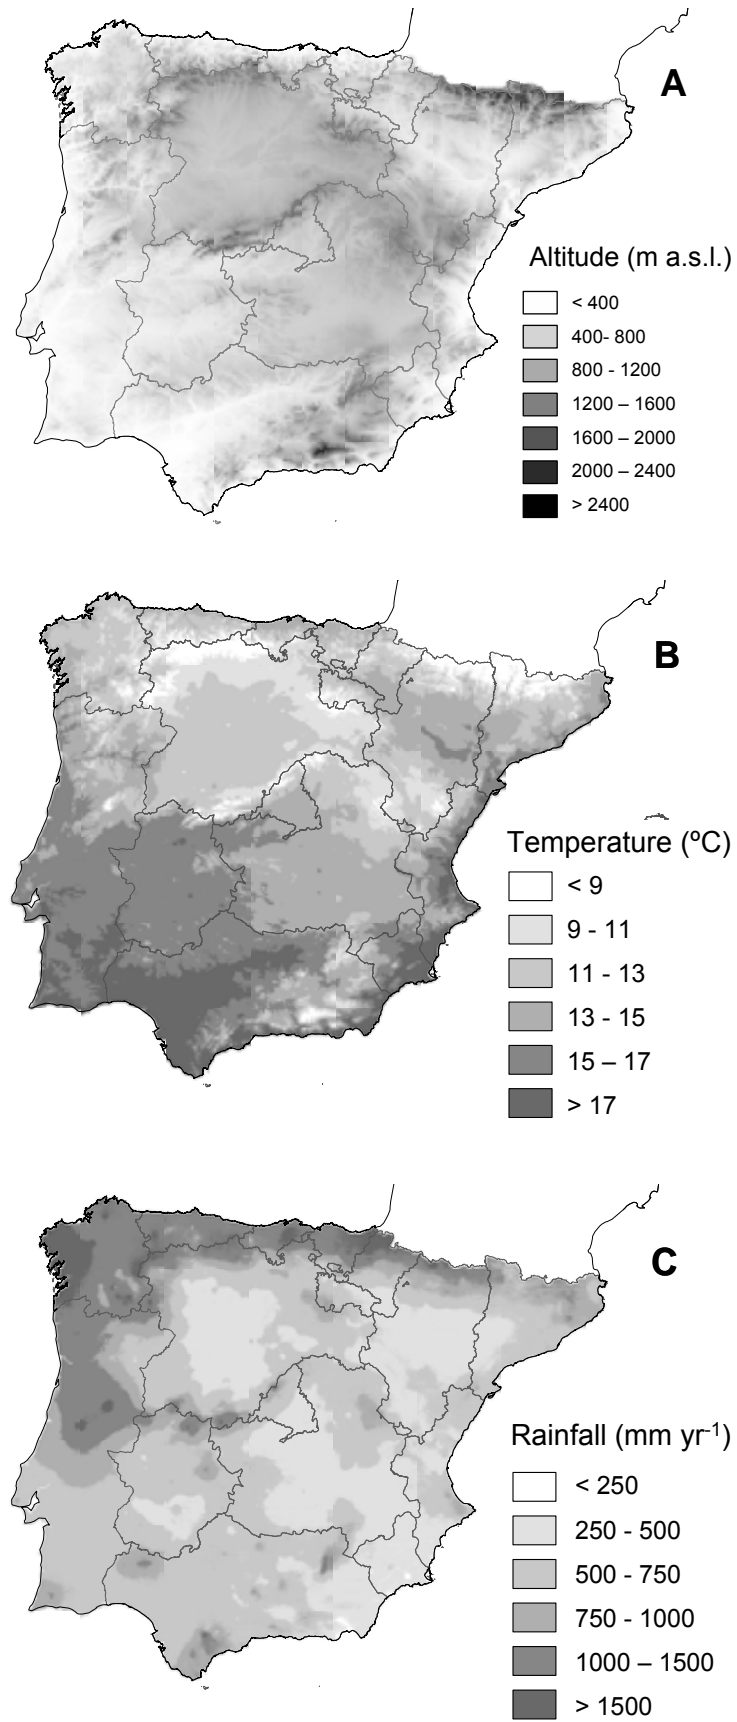 A
Altitude (m a.s.l.)
< 400
400- 800
800 - 1200
1200 – 1600
1600 – 2000
2000 – 2400
> 2400
B
Temperature (ºC)
< 9
9 - 11
11 - 13
13 - 15
15 – 17
> 17
C
Rainfall (mm yr-1)
< 250
250 - 500
500 - 750
750 - 1000
1000 – 1500
> 1500